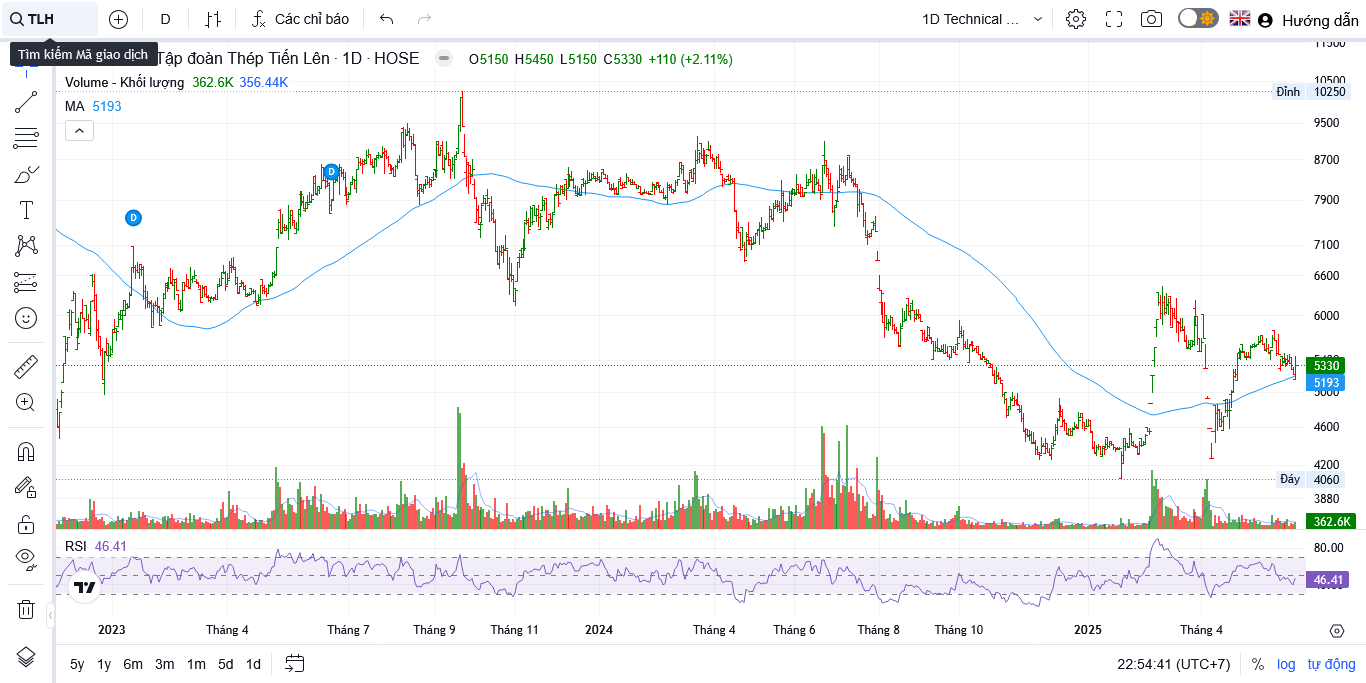 TLH
D
Các chỉ báo
1D Technical ...
Hướng dẫn
Tìm kiếm Mã giao dịch
Tập đoàn Thép Tiến Lên · 1D · HOSE
O5150 H5450 L5150 C5330 +110 (+2.11%)
Volume - Khối lượng 362.6K 356.44K
MA 5193
11500
10500
Đỉnh 10250
9500
8700
7900
7100
6600
6000
5330
5193
5000
4600
4200
Đáy 4060
3880
362.6K
D
D
RSI 46.41
80.00
46.41
2023
Tháng 4
Tháng 7
Tháng 9
Tháng 11
2024
Tháng 4
Tháng 6
Tháng 8
Tháng 10
2025
Tháng 4
5y 1y 6m 3m 1m 5d 1d
22:54:41 (UTC+7)
% log tự động